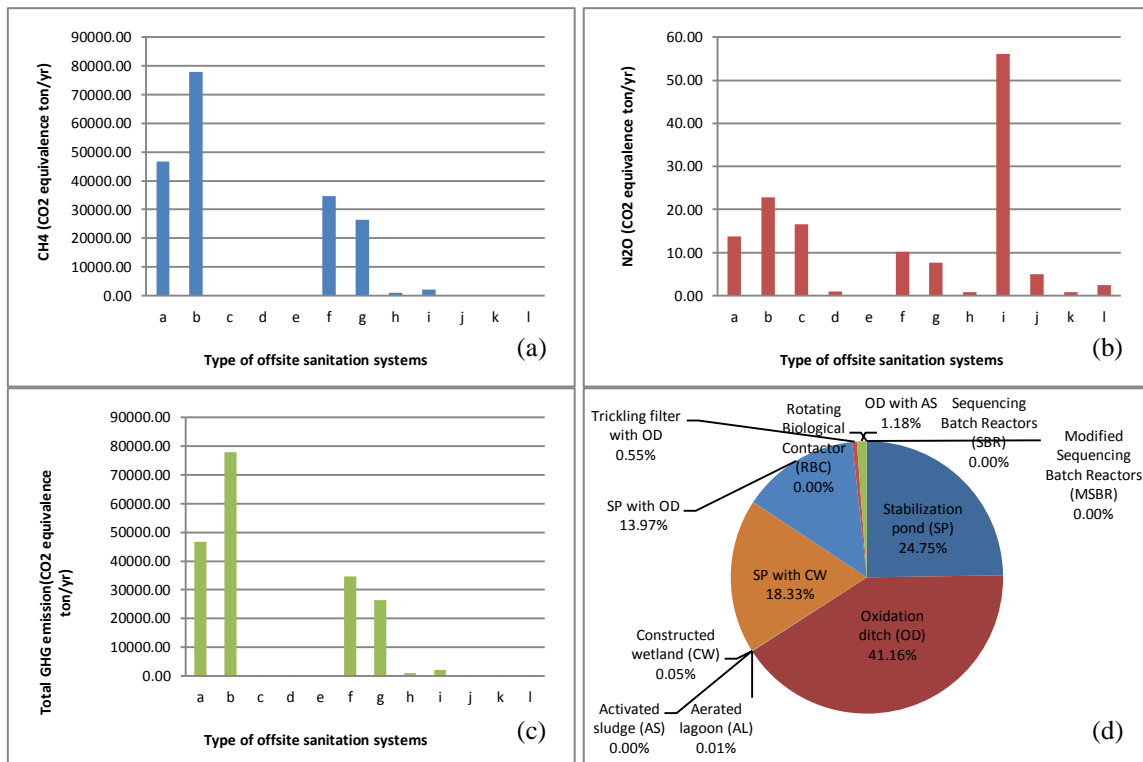 90000.00
80000.00
70000.00
60000.00
50000.00
40000.00
30000.00
20000.00
10000.00
0.00
CH4 (CO2 equivalence ton/yr)
a b c d e f g h i j k l
Type of offsite sanitation systems
(a)
60.00
50.00
40.00
30.00
20.00
10.00
0.00
N2O (CO2 equivalence ton/yr)
a b c d e f g h i j k l
Type of offsite sanitation systems
(b)
90000.00
80000.00
70000.00
60000.00
50000.00
40000.00
30000.00
20000.00
10000.00
0.00
Total GHG emission(CO2 equivalence
ton/yr)
a b c d e f g h i j k l
Type of offsite sanitation systems
(c)
Trickling filter
with OD
0.55%
Rotating
Biological
Contactor
(RBC)
0.00%
OD with AS
1.18%
Sequencing
Batch Reactors
(SBR)
0.00%
Modified
Sequencing
Batch Reactors
(MSBR)
0.00%
SP with OD
13.97%
Stabilization
pond (SP)
24.75%
SP with CW
18.33%
Oxidation
ditch (OD)
41.16%
Constructed
wetland (CW)
0.05%
Activated
sludge (AS)
0.00%
Aerated
lagoon (AL)
0.01%
(d)